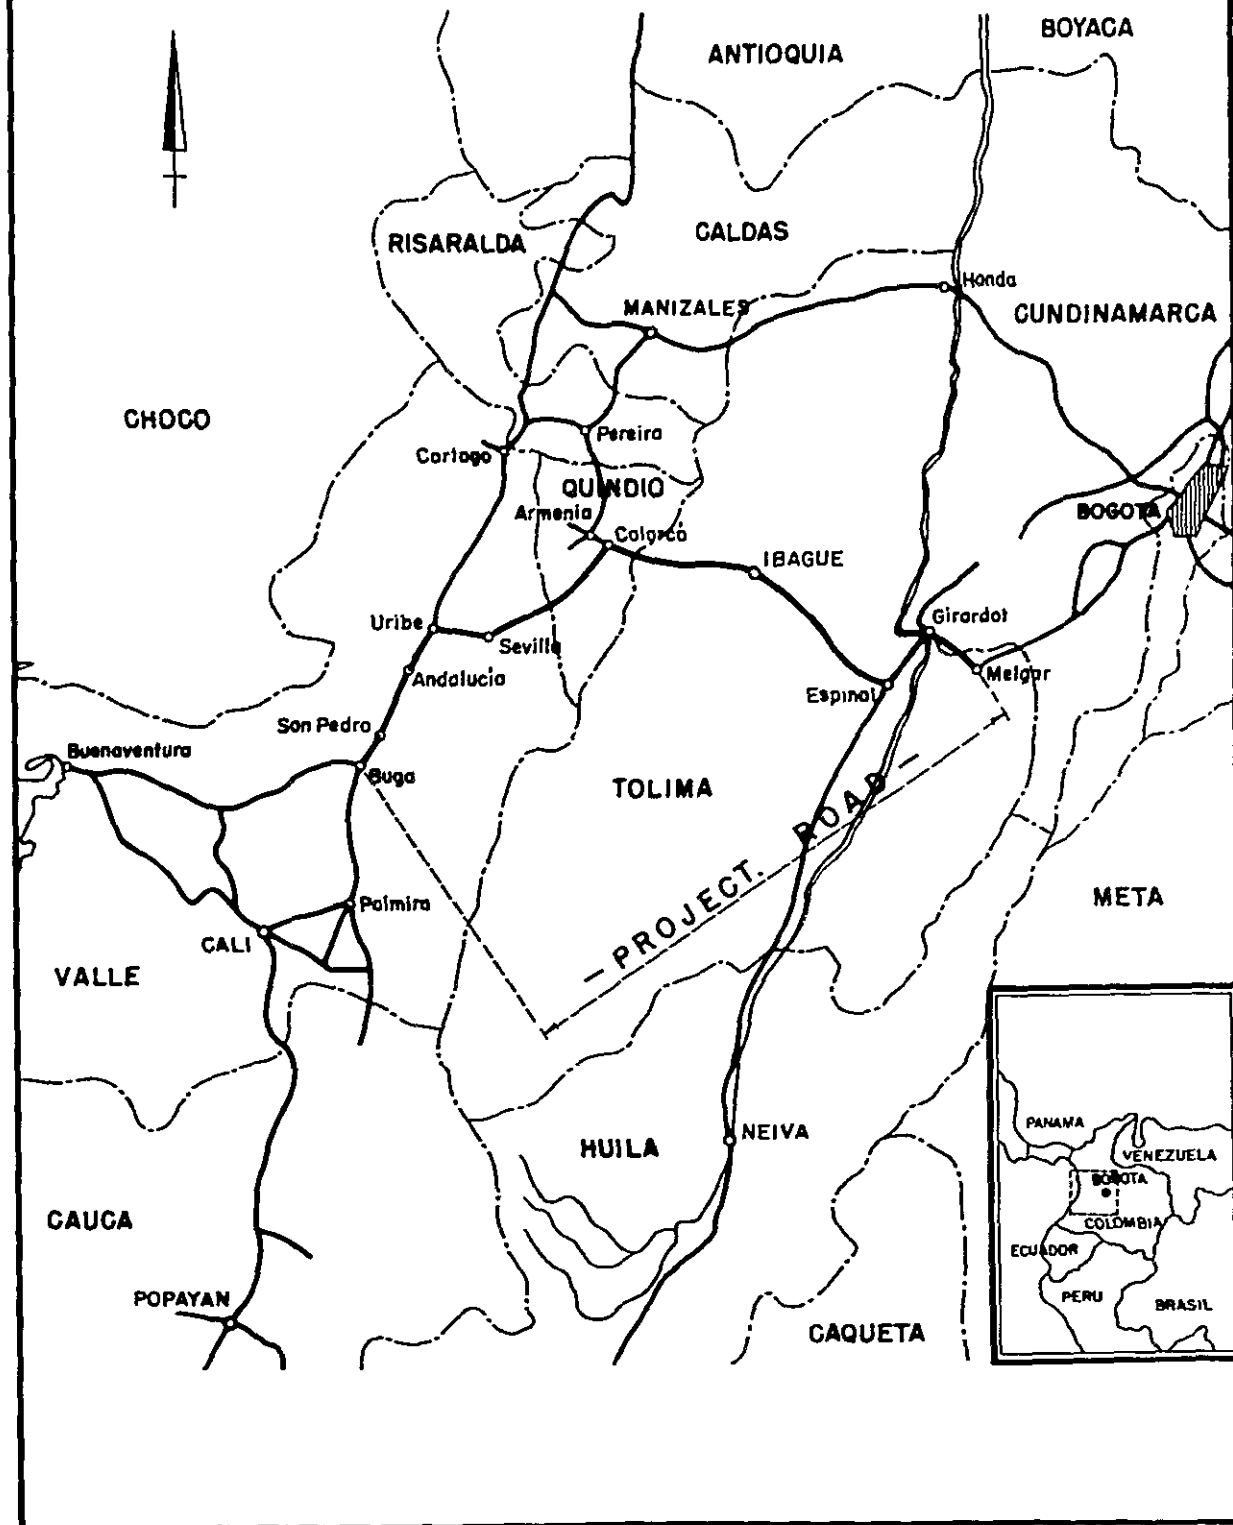 BOYACA
ANTIOQUIA
CALDAS
RISARALDA
Honda
MANIZALES
CUNDINAMARCA
CHOCO
Pereira
Cartago
QUINDIO
BOGOTA
Armenia
Calarcá
IBAGUE
Uribe
Girardot
Sevilla
Andalucia
Melgar
Espinal
San Pedro
Buenaventura
Buga
TOLIMA
— PROJECT. ROAD —
META
Palmira
CALI
VALLE
NEIVA
HUILA
CAUCA
POPAYAN
CAQUETA
PANAMA
VENEZUELA
BOGOTA
COLOMBIA
ECUADOR
PERU
BRASIL